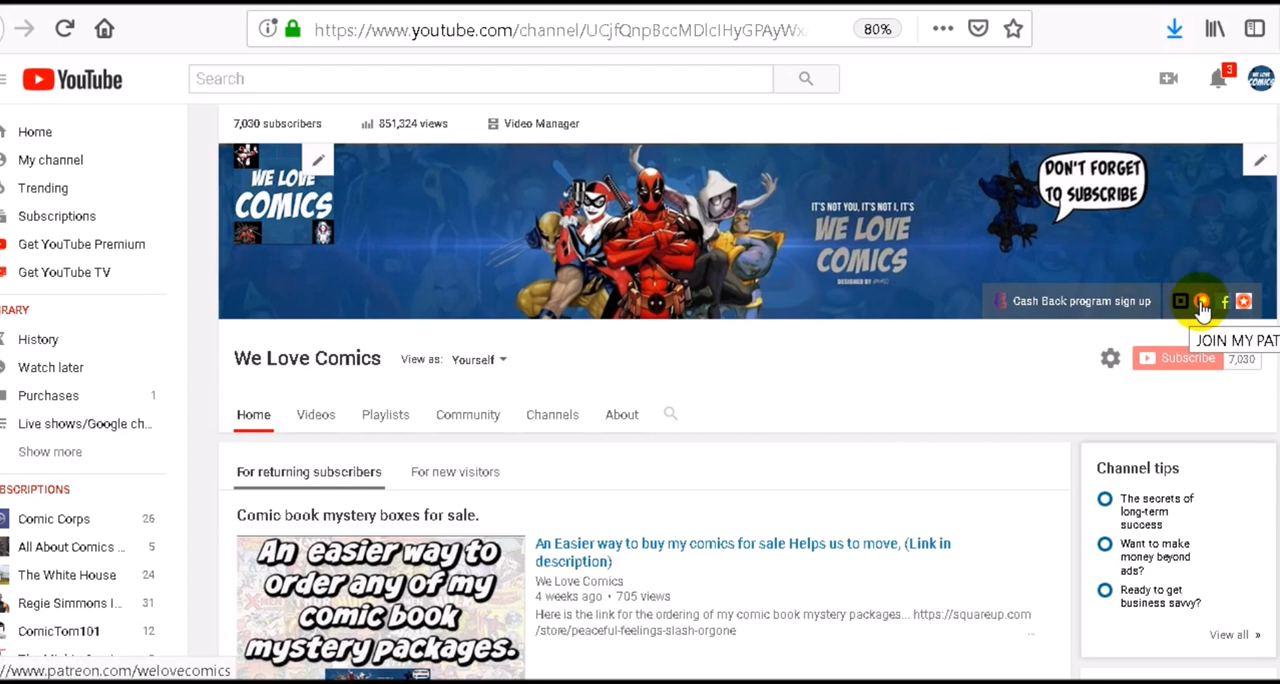 https://www.youtube.com/channel/UCjfQnpBccMDlcIHyGPAyWx
80%
YouTube
Search
3
WE LOVE COMICS
7,030 subscribers
851,324 views
Video Manager
Home
My channel
Trending
Subscriptions
Get YouTube Premium
Get YouTube TV
RARY
History
Watch later
Purchases 1
Live shows/Google ch...
Show more
BSCRIPTIONS
Comic Corps 26
All About Comics ... 5
The White House 24
Regie Simmons I... 31
ComicTom101 12
WE LOVE
COMICS
IT'S NOT YOU, IT'S NOT I, IT'S
WE LOVE
COMICS
DESIGNED BY
DON'T FORGET
TO SUBSCRIBE
Cash Back program sign up
JOIN MY PAT
We Love Comics
View as: Yourself
Subscribe 7,030
Home Videos Playlists Community Channels About
For returning subscribers For new visitors
Comic book mystery boxes for sale.
An easier way to
order any of my
comic book
mystery packages.
An Easier way to buy my comics for sale Helps us to move, (Link in
description)
We Love Comics
4 weeks ago • 705 views
Here is the link for the ordering of my comic book mystery packages... https://squareup.com
/store/peaceful-feelings-slash-orgone
...
Channel tips
The secrets of
long-term
success
Want to make
money beyond
ads?
Ready to get
business savvy?
View all »
//www.patreon.com/welovecomics